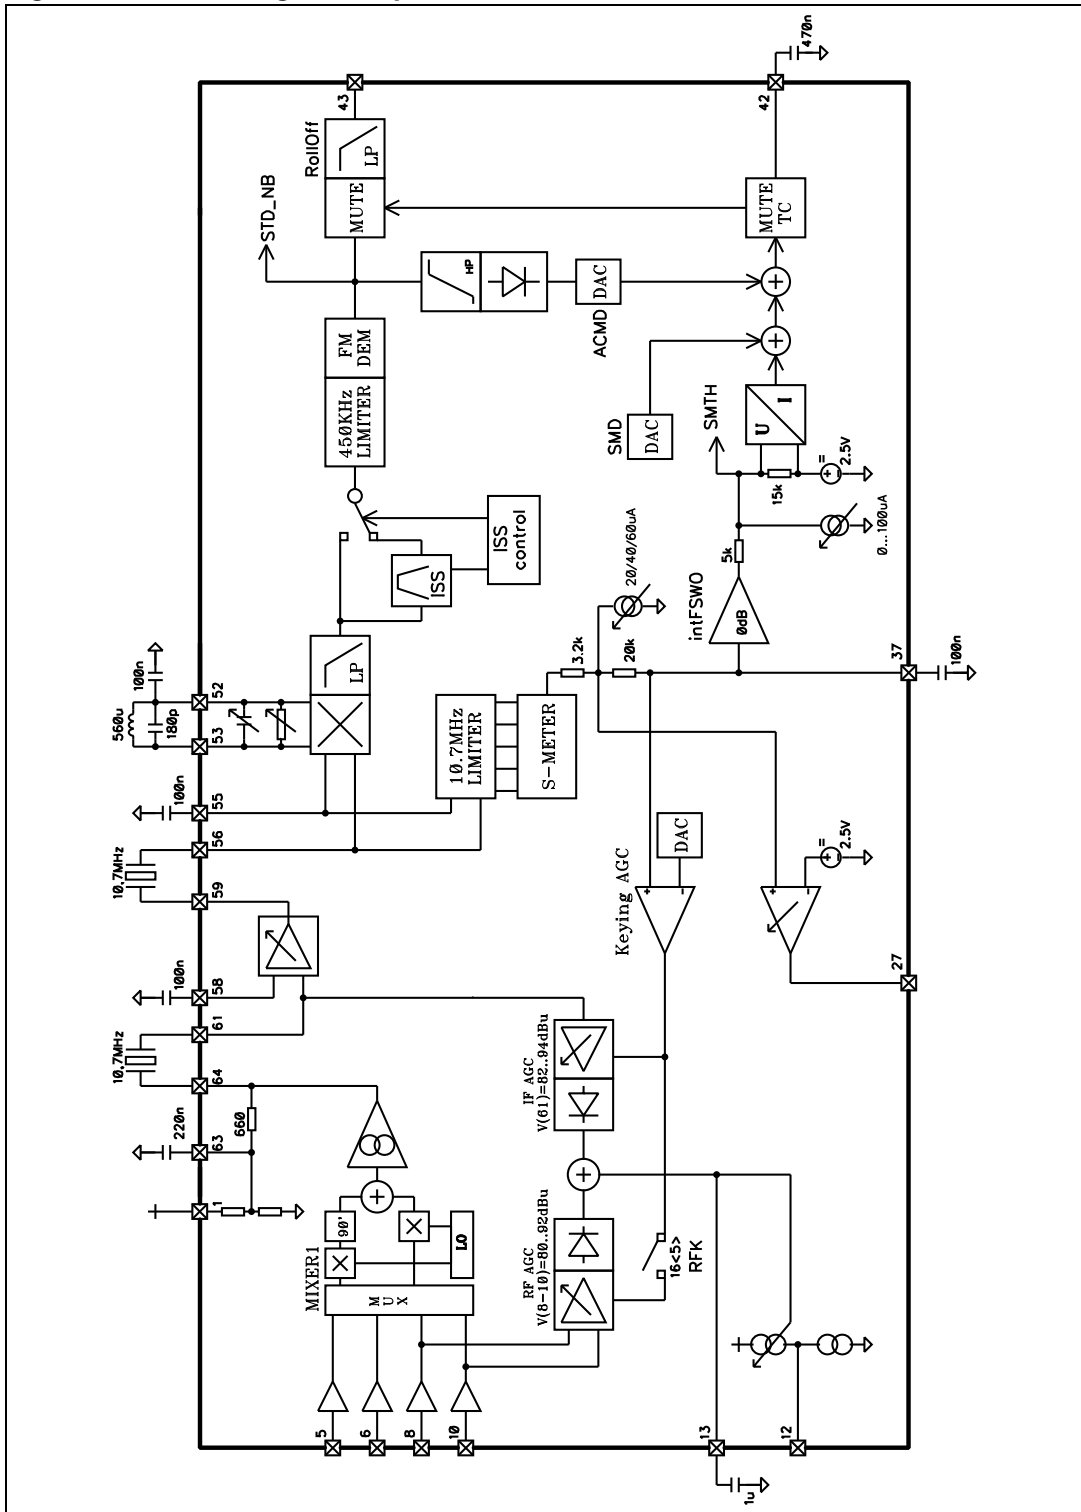 470n
43
42
RollOff
LP
MUTE
STD_NB
MUTE
TC
HP
DAC
ACMD
FM
DEM
450KHz
LIMITER
SMD
DAC
SMTH
U
I
=
2.5V
15k
0...100uA
5k
intFSWO
0dB
ISS
control
ISS
20/40/60uA
3.2k
20k
37
100n
LP
100n
52
560u
180p
53
100n
55
56
10.7MHz
59
10.7MHz
LIMITER
S-METER
DAC
Keying AGC
+
-
+
-
=
2.5V
27
100n
58
61
10.7MHz
64
220n
63
660
1
IF AGC
V(61)=82..94dBu
RF AGC
V(8-10)=80..92dBu
16<5>
RFK
90'
LO
MIXER1
MUX
5
6
8
10
13
12
1u